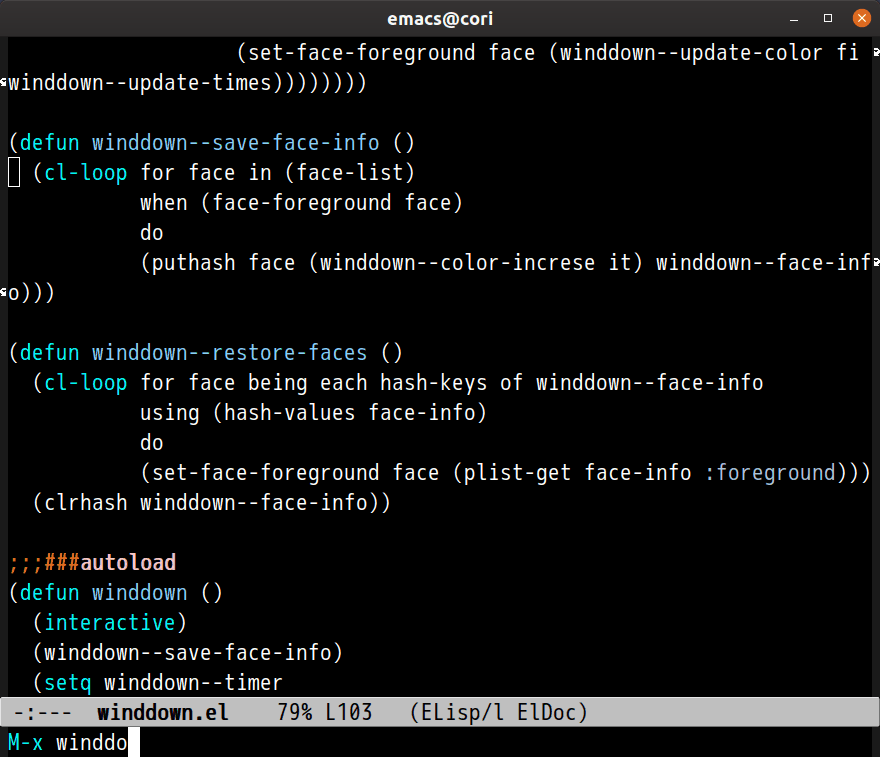 emacs@cori
(set-face-foreground face (winddown--update-color fi
winddown--update-times))))))))
(defun winddown--save-face-info ()
(cl-loop for face in (face-list)
when (face-foreground face)
do
(puthash face (winddown--color-increse it) winddown--face-inf
o)))
(defun winddown--restore-faces ()
(cl-loop for face being each hash-keys of winddown--face-info
using (hash-values face-info)
do
(set-face-foreground face (plist-get face-info :foreground)))
(clrhash winddown--face-info))
;;;###autoload
(defun winddown ()
(interactive)
(winddown--save-face-info)
(setq winddown--timer
-:--- winddown.el 79% L103 (ELisp/l ElDoc)
M-x winddo